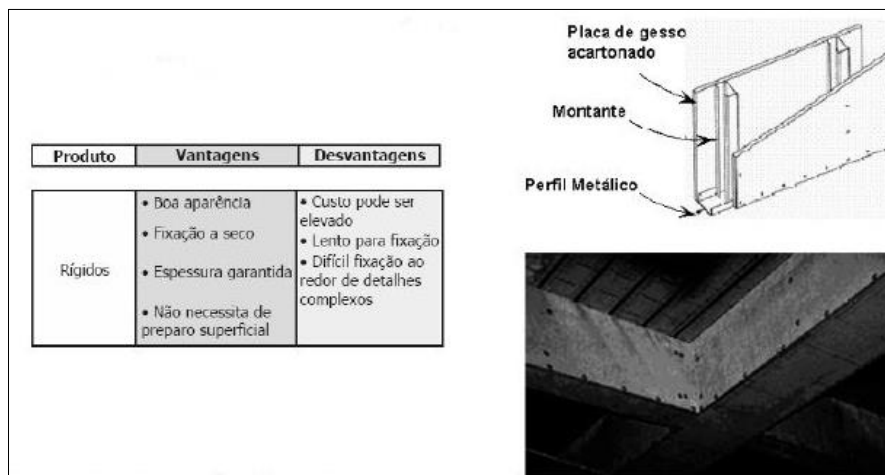 Produto Vantagens Desvantagens
Rígidos
• Boa aparência
• Fixação a seco
• Espessura garantida
• Não necessita de
preparo superficial
• Custo pode ser
elevado
• Lento para fixação
• Difícil fixação ao
redor de detalhes
complexos
Placa de gesso
acartonado
Montante
Perfil Metálico